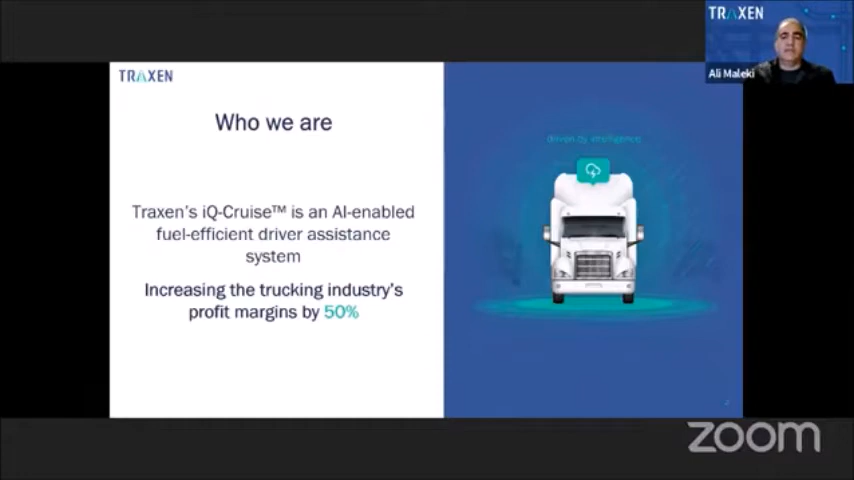 TRAXEN
Ali Maleki
TRAXEN
Who we are
Traxen's iQ-Cruise™ is an AI-enabled
fuel-efficient driver assistance
system
Increasing the trucking industry's
profit margins by 50%
driven by intelligence
zoom